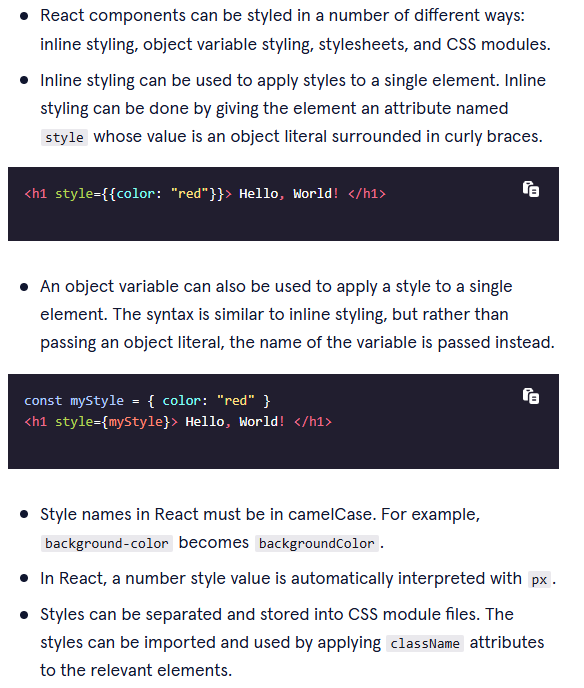 React components can be styled in a number of different ways:
inline styling, object variable styling, stylesheets, and CSS modules.
Inline styling can be used to apply styles to a single element. Inline
styling can be done by giving the element an attribute named
style whose value is an object literal surrounded in curly braces.
<h1 style={{color: "red"}}> Hello, World! </h1>
An object variable can also be used to apply a style to a single
element. The syntax is similar to inline styling, but rather than
passing an object literal, the name of the variable is passed instead.
const myStyle = { color: "red" }
<h1 style={myStyle}> Hello, World! </h1>
Style names in React must be in camelCase. For example,
background-color becomes backgroundColor.
In React, a number style value is automatically interpreted with px.
Styles can be separated and stored into CSS module files. The
styles can be imported and used by applying className attributes
to the relevant elements.